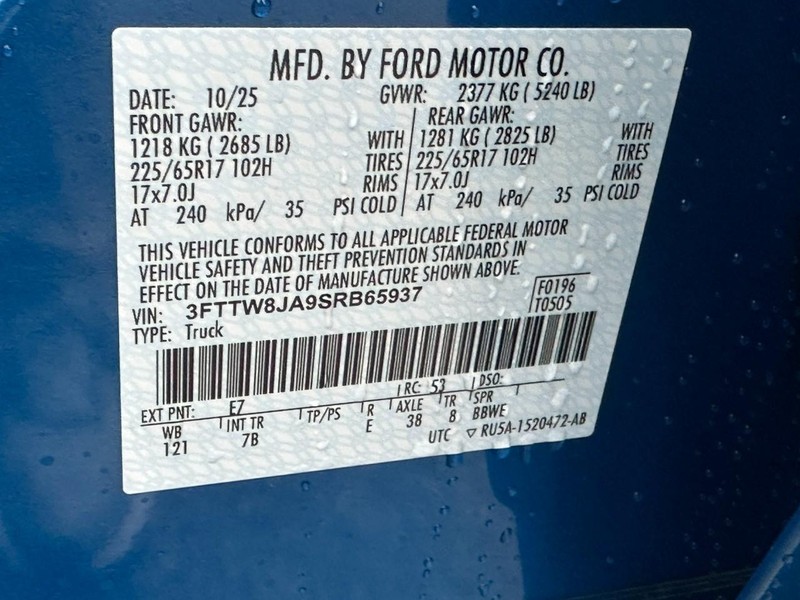 MFD. BY FORD MOTOR CO.
DATE: 10/25 GVWR: 2377 KG ( 5240 LB)
FRONT GAWR: REAR GAWR:
1218 KG ( 2685 LB) WITH 1281 KG ( 2825 LB) WITH
225/65R17 102H TIRES 225/65R17 102H TIRES
17x7.0J RIMS 17x7.0J RIMS
AT 240 kPa/ 35 PSI COLD AT 240 kPa/ 35 PSI COLD
THIS VEHICLE CONFORMS TO ALL APPLICABLE FEDERAL MOTOR
VEHICLE SAFETY AND THEFT PREVENTION STANDARDS IN
EFFECT ON THE DATE OF MANUFACTURE SHOWN ABOVE.
VIN: 3FTTW8JA9SRB65937 F0196
TYPE: Truck T0505
EXT PNT: E7 RC: 53 DSO:
WB INT TR TP/PS R AXLE TR SPR
121 7B E 38 8 BBWE
UTC ▽ RU5A-1520472-AB